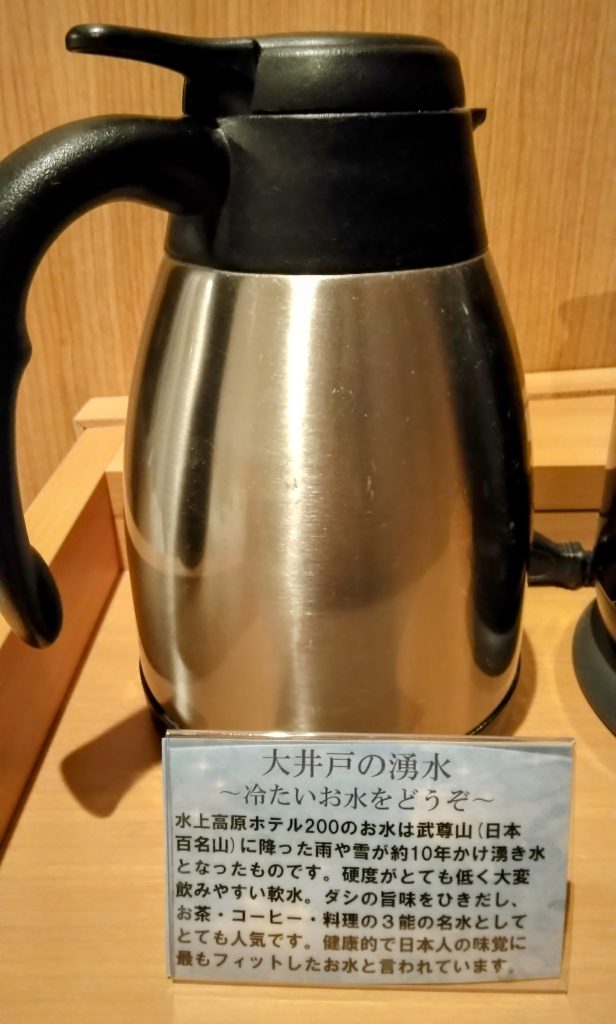 大井戸の湧水
～冷たいお水をどうぞ～
水上高原ホテル200のお水は武尊山(日本
百名山)に降った雨や雪が約10年かけ湧き水
となったものです。硬度がとても低く大変
飲みやすい軟水。ダシの旨味をひきだし、
お茶・コーヒー・料理の3能の名水として
とても人気です。健康的で日本人の味覚に
最もフィットしたお水と言われています。